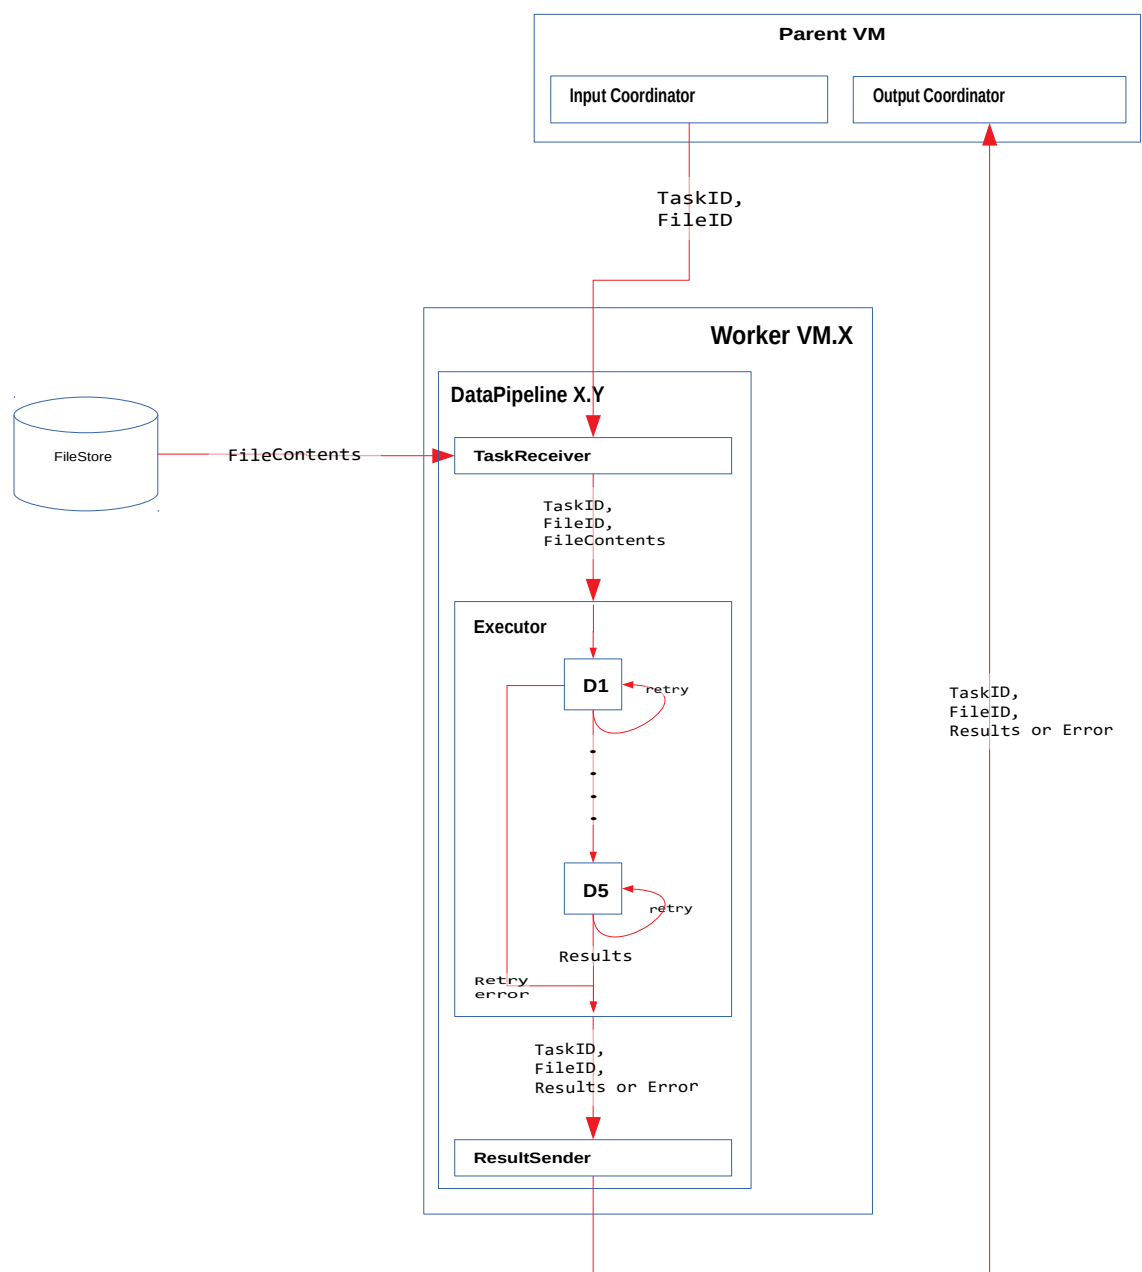 Parent VM
Input Coordinator
Output Coordinator
TaskID,
FileID
Worker VM.X
DataPipeline X.Y
FileStore
FileContents
TaskReceiver
TaskID,
FileID,
FileContents
Executor
D1
retry
TaskID,
FileID,
Results or Error
D5
retry
Results
Retry
error
TaskID,
FileID,
Results or Error
ResultSender